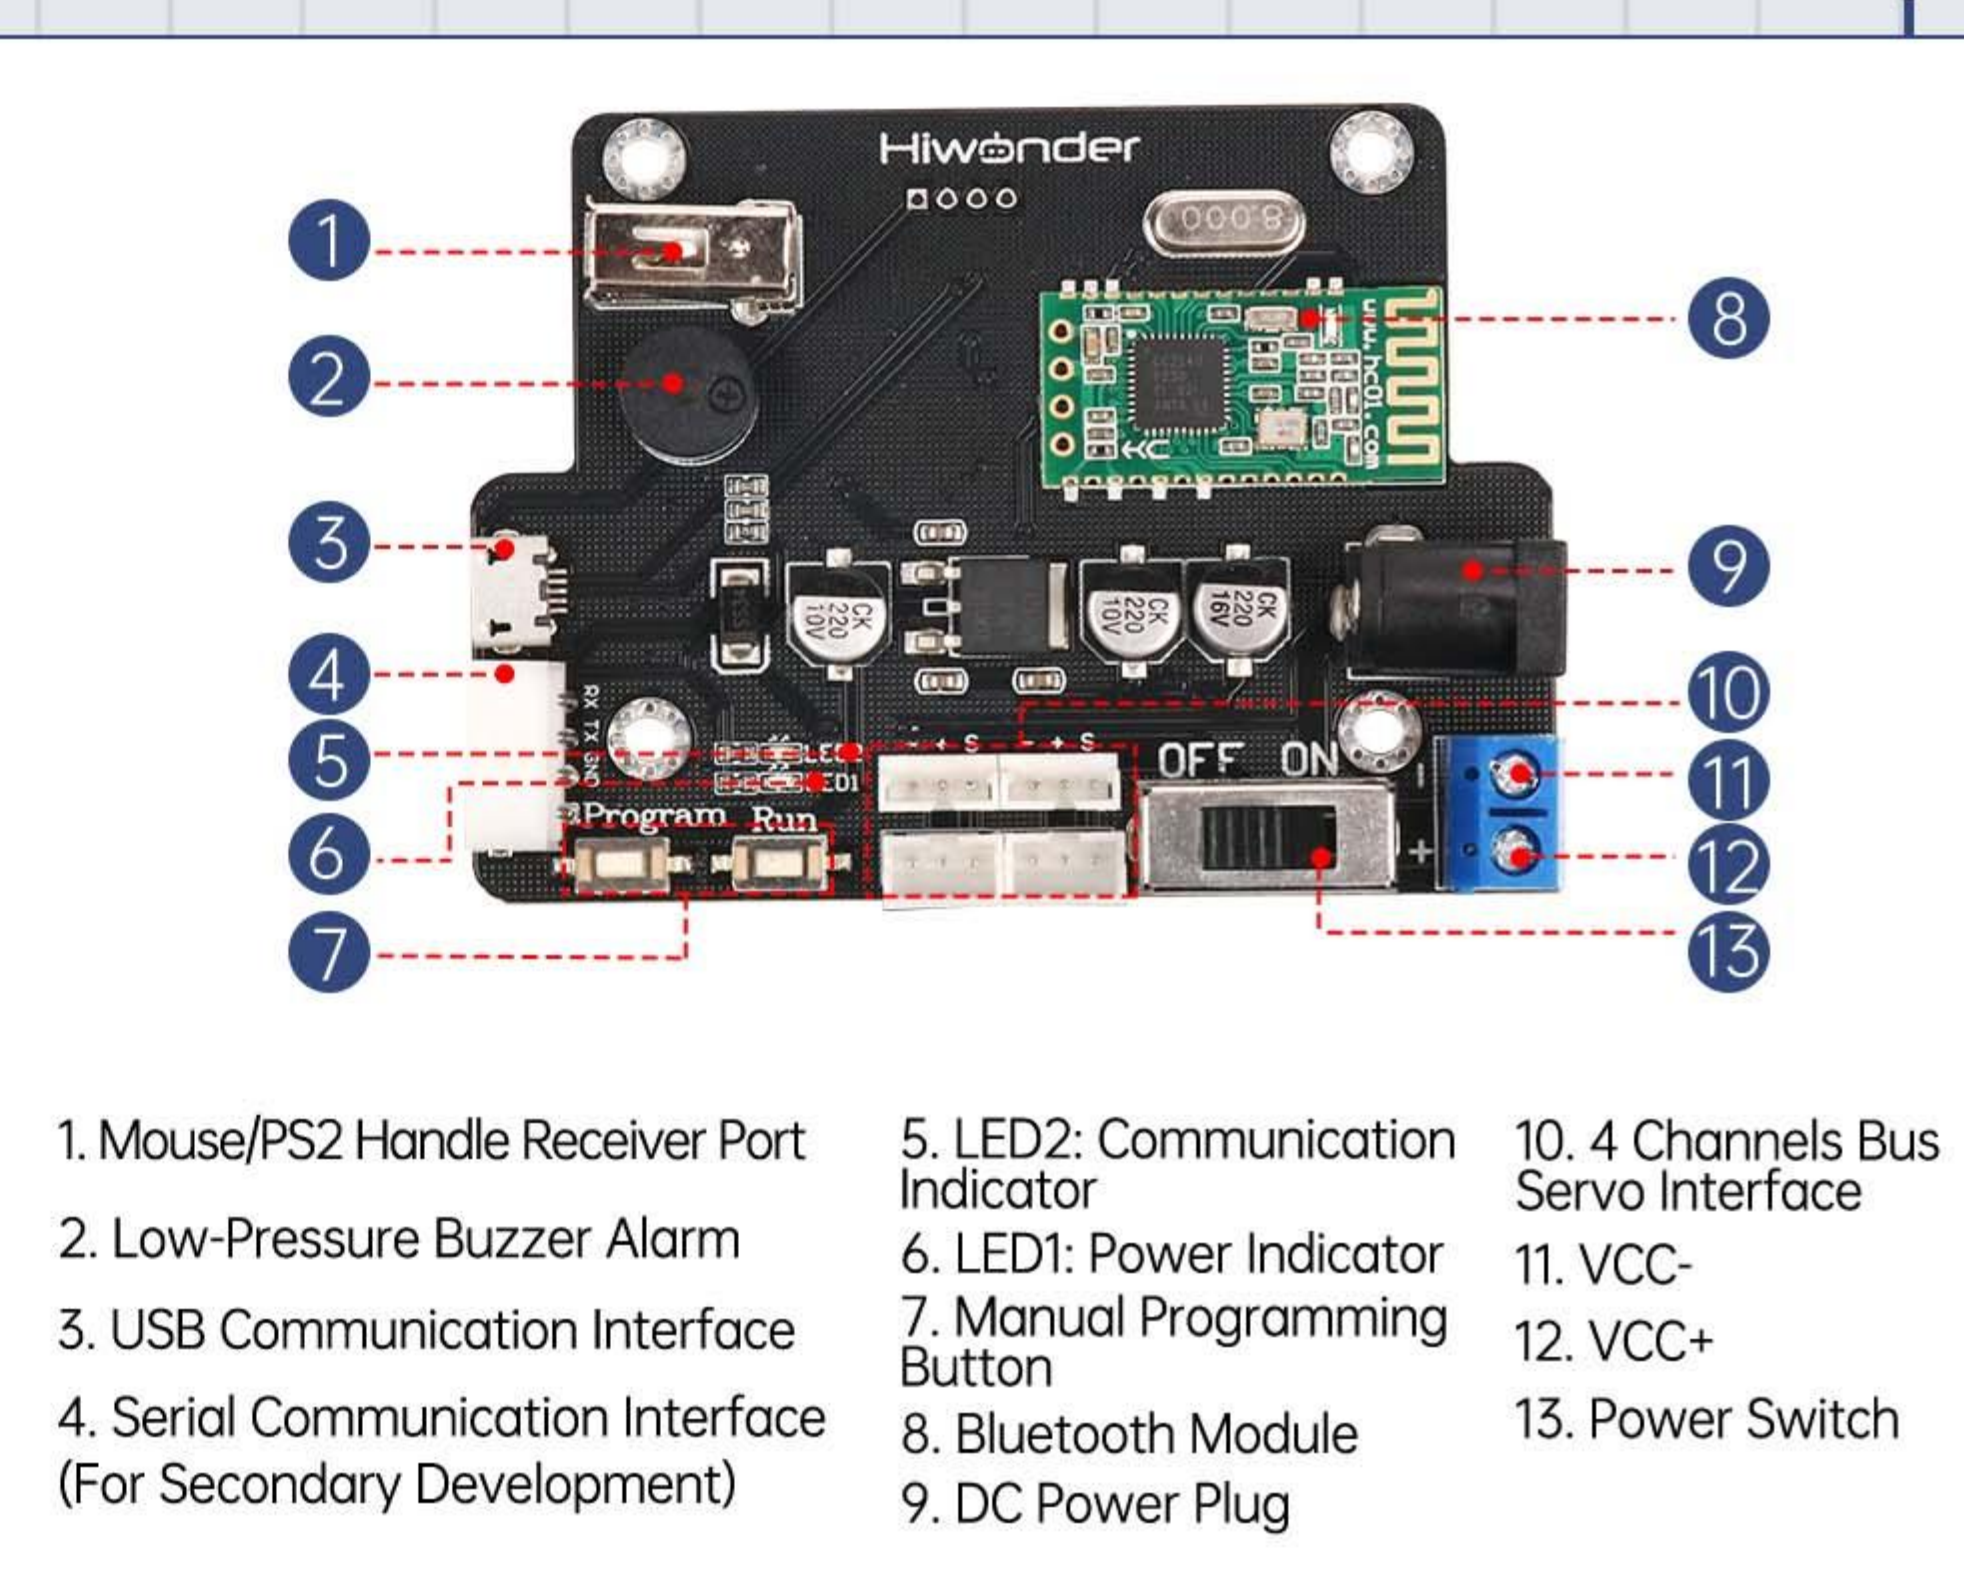 Hiwonder
8.000
1
2
3
4
5
6
7
8
9
10
11
12
13
www.hc01.com
HC
CK
220
10V
CK
220
10V
CK
220
16V
RX TX GND
- + S
LED1
OFF ON
-
+
Program Run
1. Mouse/PS2 Handle Receiver Port
2. Low-Pressure Buzzer Alarm
3. USB Communication Interface
4. Serial Communication Interface
(For Secondary Development)
5. LED2: Communication
Indicator
6. LED1: Power Indicator
7. Manual Programming
Button
8. Bluetooth Module
9. DC Power Plug
10. 4 Channels Bus
Servo Interface
11. VCC-
12. VCC+
13. Power Switch